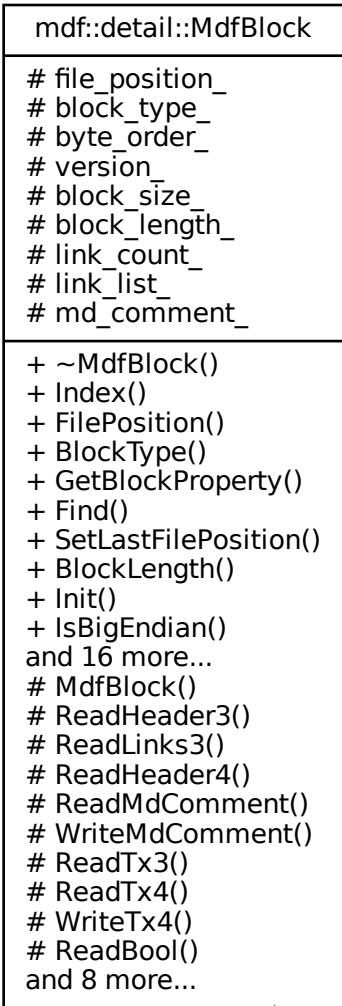 mdf::detail::MdfBlock
# file_position_
# block_type_
# byte_order_
# version_
# block_size_
# block_length_
# link_count_
# link_list_
# md_comment_
+ ~MdfBlock()
+ Index()
+ FilePosition()
+ BlockType()
+ GetBlockProperty()
+ Find()
+ SetLastFilePosition()
+ BlockLength()
+ Init()
+ IsBigEndian()
and 16 more...
# MdfBlock()
# ReadHeader3()
# ReadLinks3()
# ReadHeader4()
# ReadMdComment()
# WriteMdComment()
# ReadTx3()
# ReadTx4()
# WriteTx4()
# ReadBool()
and 8 more...